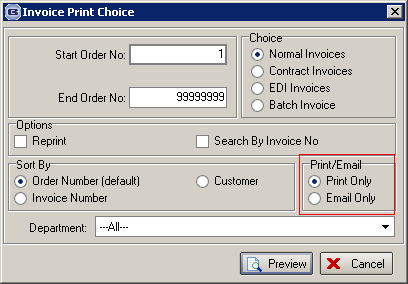 Invoice Print Choice
Start Order No: 1
End Order No: 99999999
Choice
Normal Invoices
Contract Invoices
EDI Invoices
Batch Invoice
Options
Reprint
Search By Invoice No
Sort By
Order Number (default)
Customer
Invoice Number
Print/Email
Print Only
Email Only
Department: ---All---
Preview
Cancel